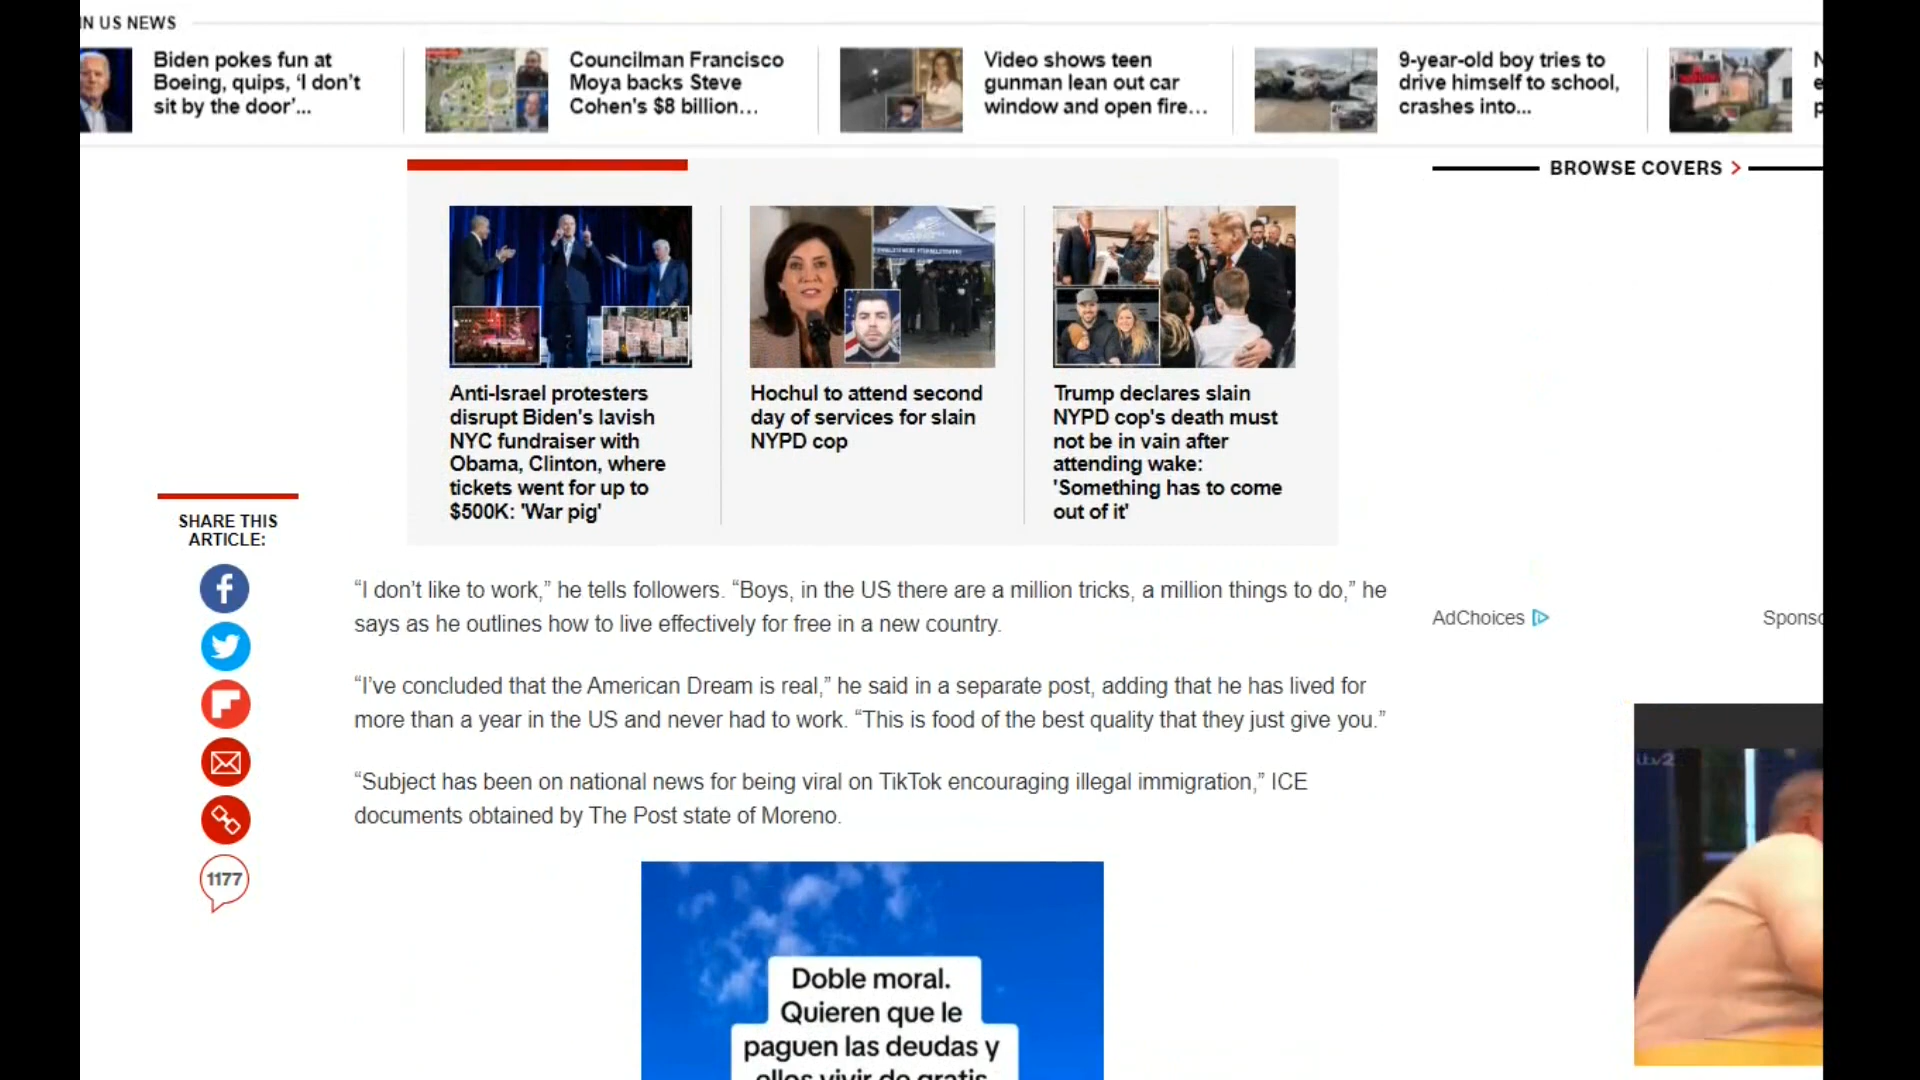 N US NEWS
Biden pokes fun at
Boeing, quips, ‘I don’t
sit by the door’...
Councilman Francisco
Moya backs Steve
Cohen's $8 billion...
Video shows teen
gunman lean out car
window and open fire...
9-year-old boy tries to
drive himself to school,
crashes into...
BROWSE COVERS
Anti-Israel protesters
disrupt Biden's lavish
NYC fundraiser with
Obama, Clinton, where
tickets went for up to
$500K: 'War pig'
Hochul to attend second
day of services for slain
NYPD cop
Trump declares slain
NYPD cop's death must
not be in vain after
attending wake:
'Something has to come
out of it'
SHARE THIS
ARTICLE:
1177
“I don’t like to work,” he tells followers. “Boys, in the US there are a million tricks, a million things to do,” he
says as he outlines how to live effectively for free in a new country.
“I’ve concluded that the American Dream is real,” he said in a separate post, adding that he has lived for
more than a year in the US and never had to work. “This is food of the best quality that they just give you.”
“Subject has been on national news for being viral on TikTok encouraging illegal immigration,” ICE
documents obtained by The Post state of Moreno.
AdChoices
Sponso
itv2
Doble moral.
Quieren que le
paguen las deudas y
ellos vivir de gratis